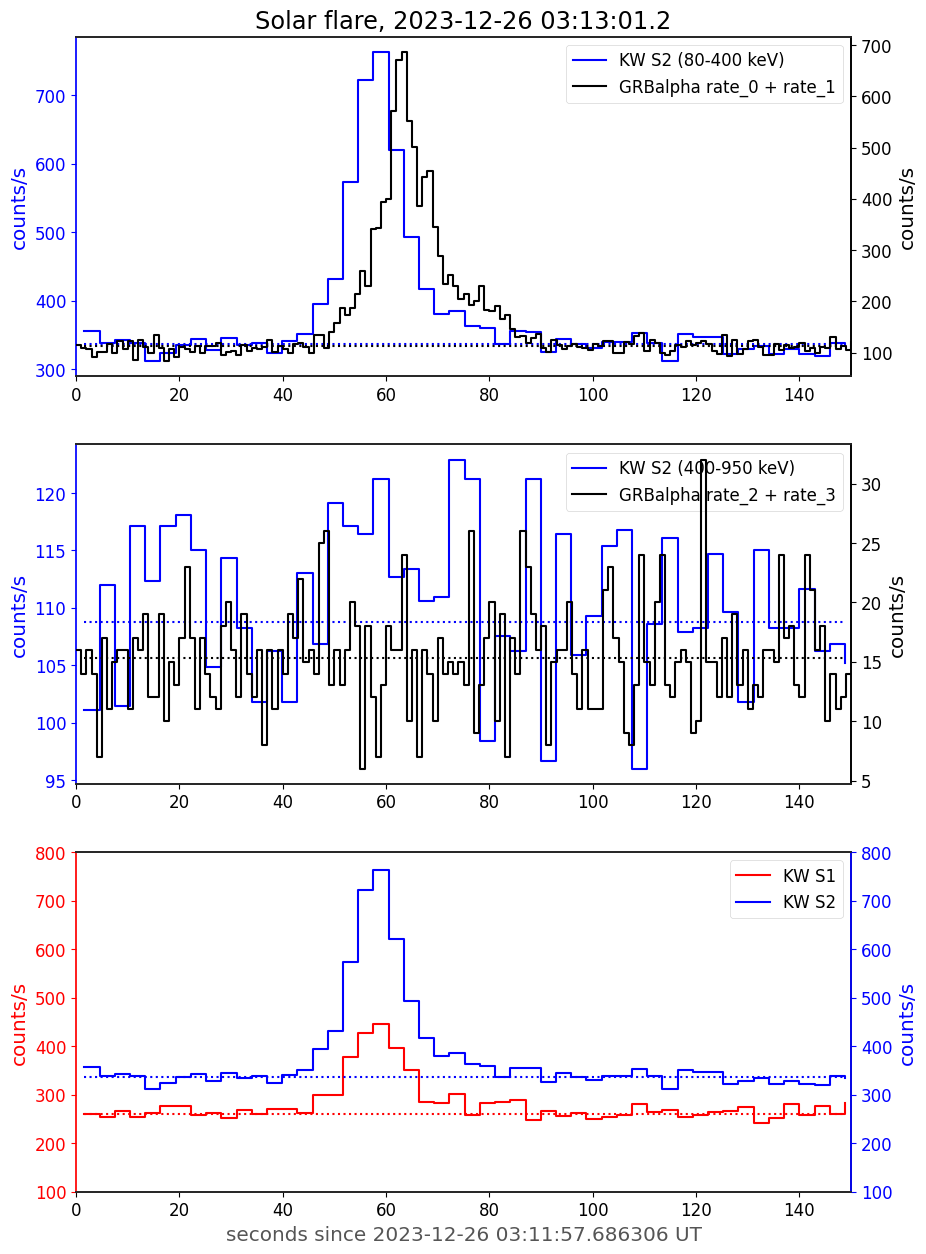 Solar flare, 2023-12-26 03:13:01.2
KW S2 (80-400 keV)
GRBalpha rate_0 + rate_1
700
600
500
400
300
counts/s
700
600
500
400
300
200
100
counts/s
0 20 40 60 80 100 120 140
KW S2 (400-950 keV)
GRBalpha rate_2 + rate_3
120
115
110
105
100
95
counts/s
30
25
20
15
10
5
counts/s
0 20 40 60 80 100 120 140
KW S1
KW S2
800
700
600
500
400
300
200
100
counts/s
800
700
600
500
400
300
200
100
counts/s
0 20 40 60 80 100 120 140
seconds since 2023-12-26 03:11:57.686306 UT